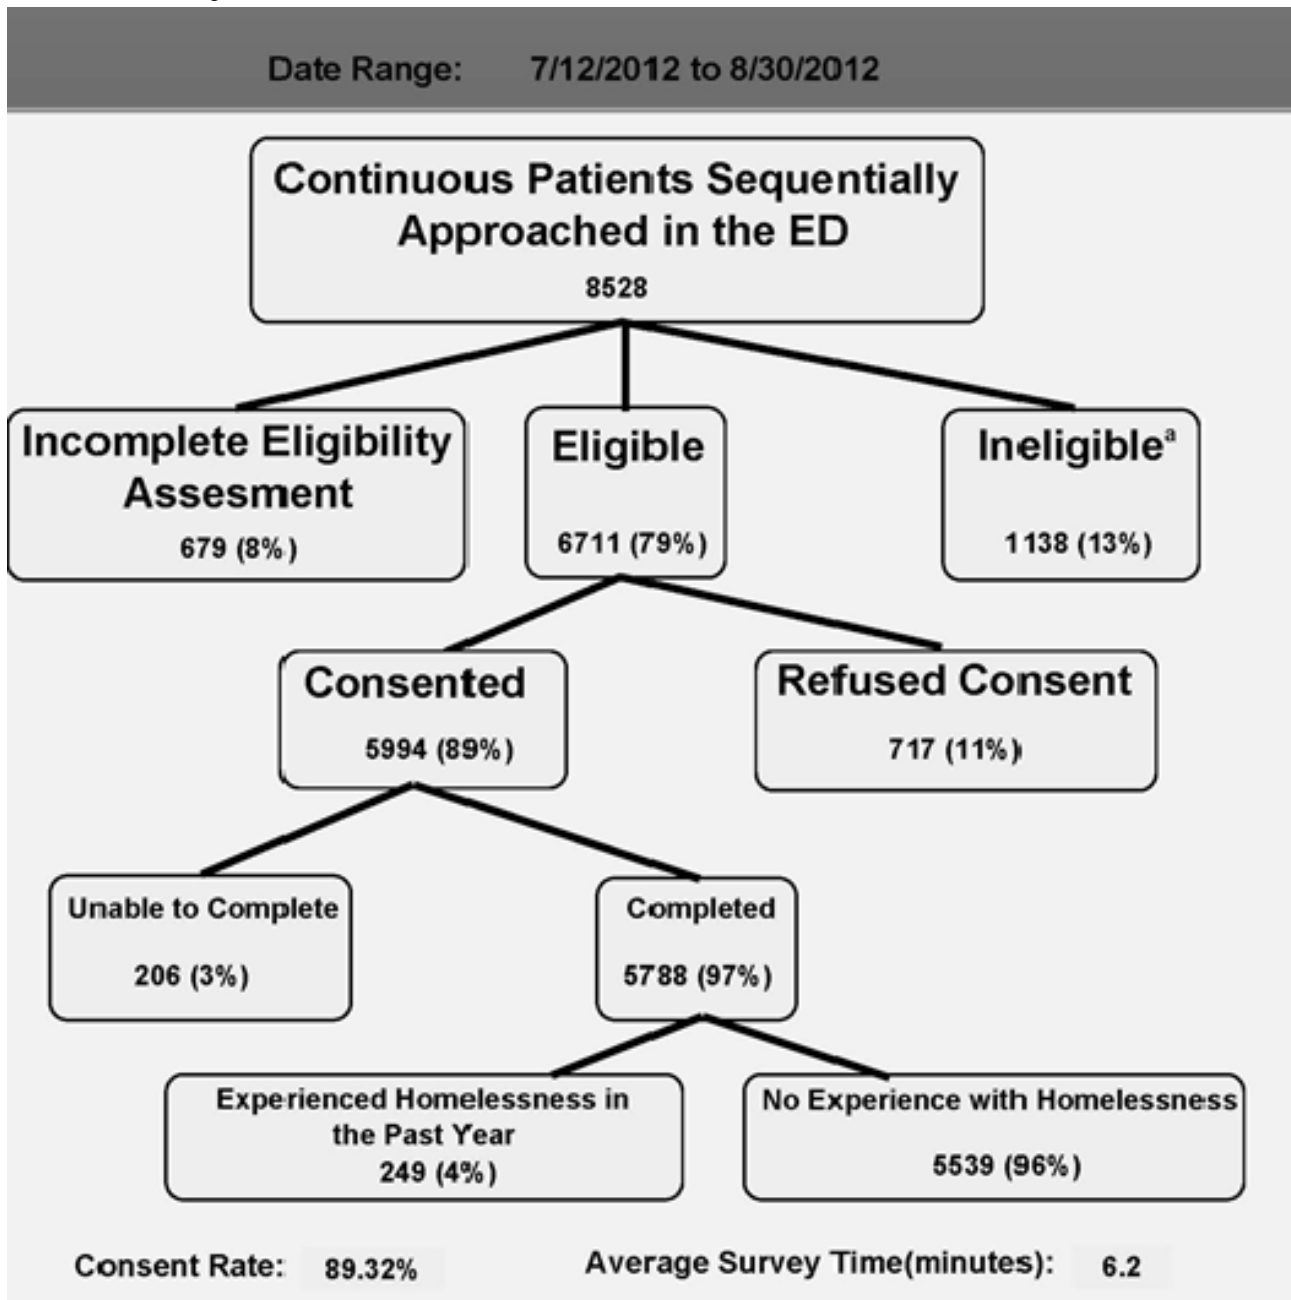 Date Range: 7/12/2012 to 8/30/2012
Continuous Patients Sequentially
Approached in the ED
8528
Incomplete Eligibility
Assesment
679 (8%)
Eligible
6711 (79%)
Ineligibleª
1138 (13%)
Consented
5994 (89%)
Refused Consent
717 (11%)
Unable to Complete
206 (3%)
Completed
5788 (97%)
Experienced Homelessness in
the Past Year
249 (4%)
No Experience with Homelessness
5539 (96%)
Consent Rate: 89.32%
Average Survey Time(minutes): 6.2